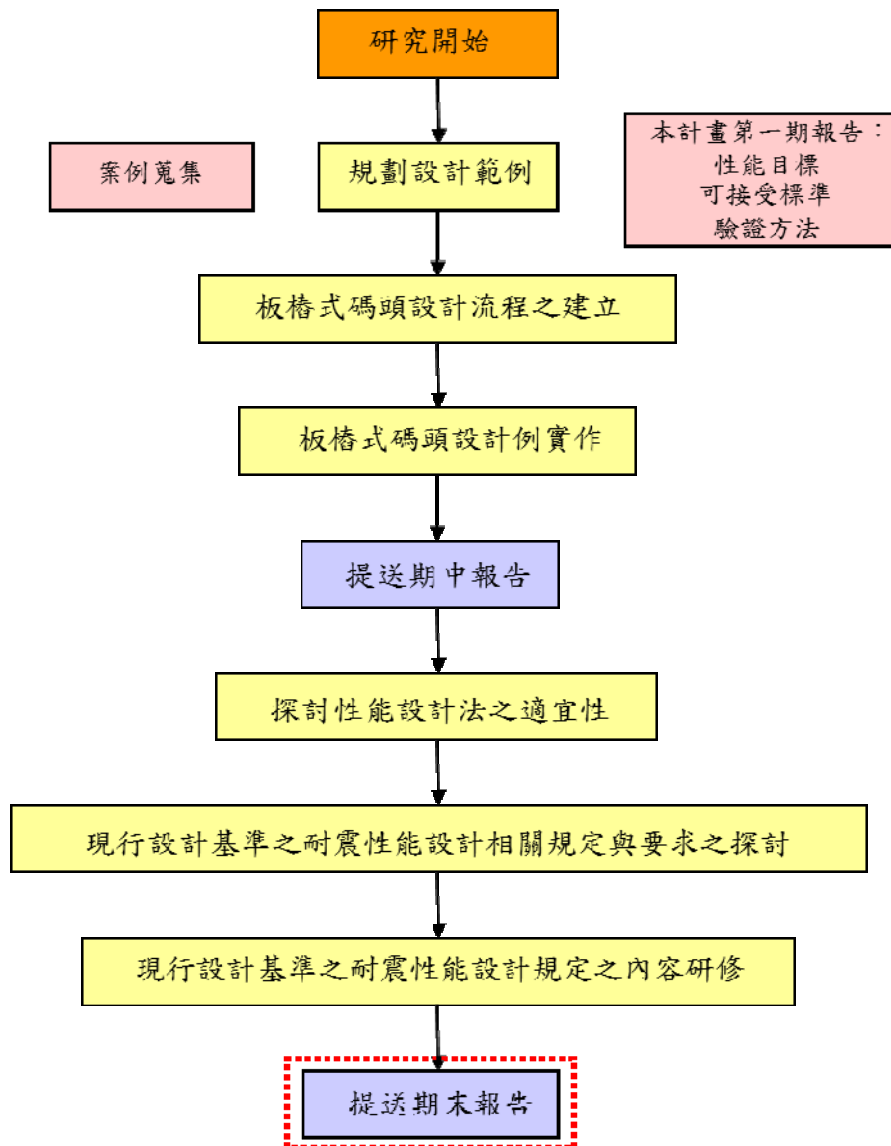 研究開始
案例蒐集
規劃設計範例
本計畫第一期報告：
性能目標
可接受標準
驗證方法
板樁式碼頭設計流程之建立
板樁式碼頭設計例實作
提送期中報告
探討性能設計法之適宜性
現行設計基準之耐震性能設計相關規定與要求之探討
現行設計基準之耐震性能設計規定之內容研修
提送期末報告